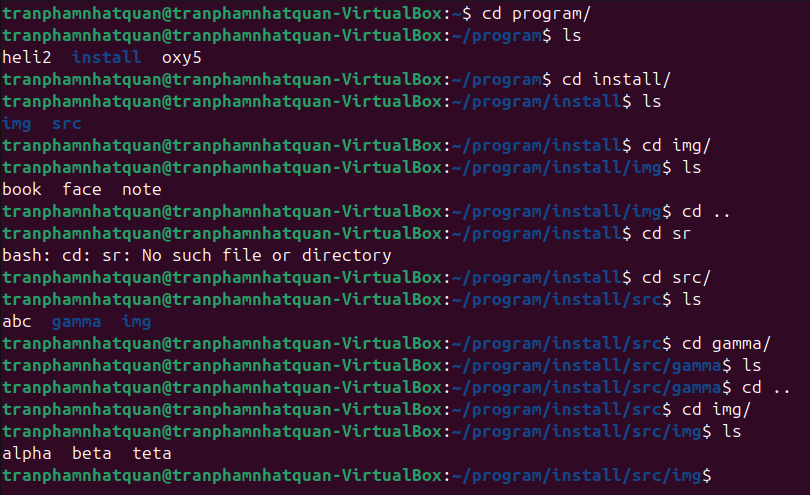 tranphamnhatquan@tranphamnhatquan-VirtualBox:~$ cd program/
tranphamnhatquan@tranphamnhatquan-VirtualBox:~/program$ ls
heli2  install  oxy5
tranphamnhatquan@tranphamnhatquan-VirtualBox:~/program$ cd install/
tranphamnhatquan@tranphamnhatquan-VirtualBox:~/program/install$ ls
img  src
tranphamnhatquan@tranphamnhatquan-VirtualBox:~/program/install$ cd img/
tranphamnhatquan@tranphamnhatquan-VirtualBox:~/program/install/img$ ls
book  face  note
tranphamnhatquan@tranphamnhatquan-VirtualBox:~/program/install/img$ cd ..
tranphamnhatquan@tranphamnhatquan-VirtualBox:~/program/install$ cd sr
bash: cd: sr: No such file or directory
tranphamnhatquan@tranphamnhatquan-VirtualBox:~/program/install$ cd src/
tranphamnhatquan@tranphamnhatquan-VirtualBox:~/program/install/src$ ls
abc  gamma  img
tranphamnhatquan@tranphamnhatquan-VirtualBox:~/program/install/src$ cd gamma/
tranphamnhatquan@tranphamnhatquan-VirtualBox:~/program/install/src/gamma$ ls
tranphamnhatquan@tranphamnhatquan-VirtualBox:~/program/install/src/gamma$ cd ..
tranphamnhatquan@tranphamnhatquan-VirtualBox:~/program/install/src$ cd img/
tranphamnhatquan@tranphamnhatquan-VirtualBox:~/program/install/src/img$ ls
alpha  beta  teta
tranphamnhatquan@tranphamnhatquan-VirtualBox:~/program/install/src/img$